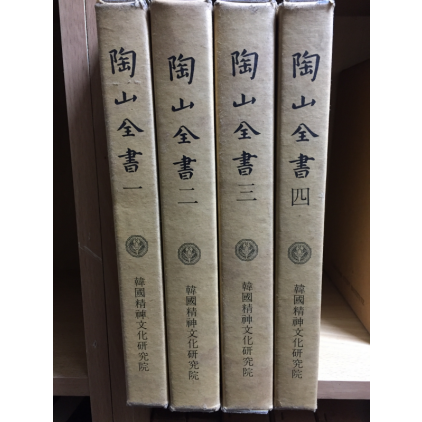 陶山全書 一
韓國精神文化研究院
陶山全書 二
韓國精神文化研究院
陶山全書 三
韓國精神文化研究院
陶山全書 四
韓國精神文化研究院